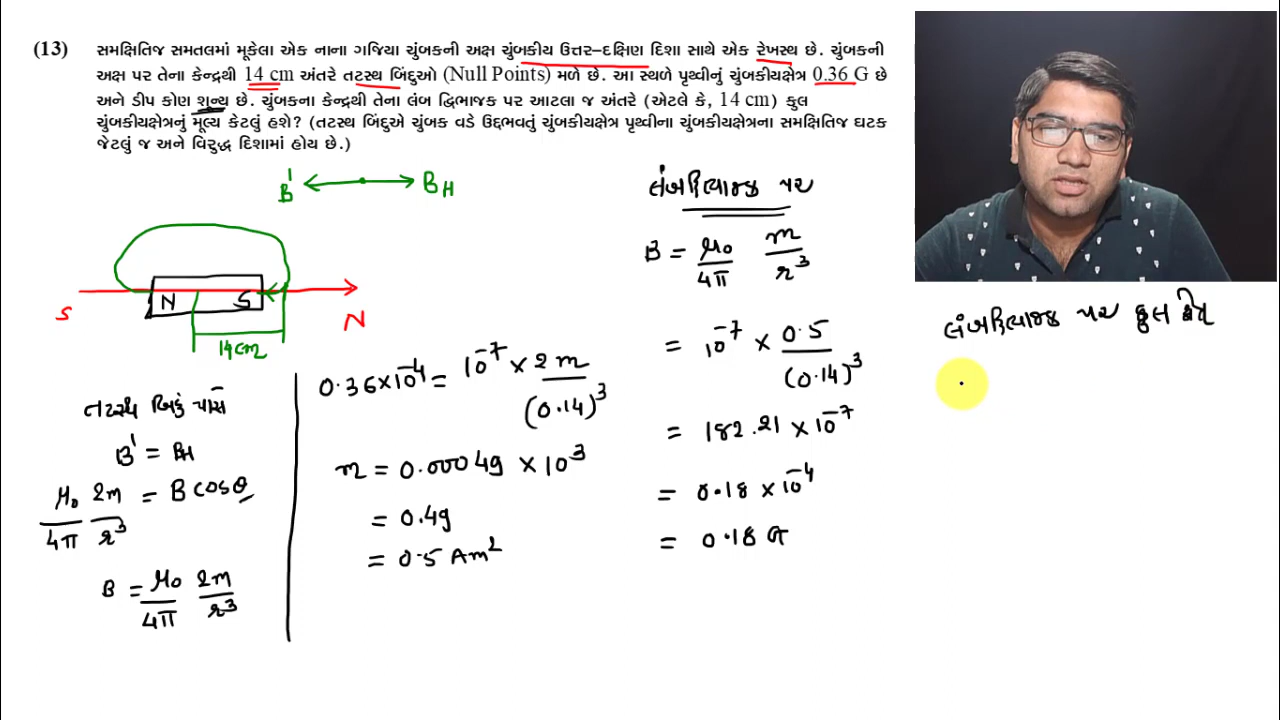 (13) સમક્ષિતિજ સમતલમાં મૂકેલા એક નાના ગજિયા ચુંબકની અક્ષ ચુંબકીય ઉત્તર–દક્ષિણ દિશા સાથે એક રેખસ્થ છે. ચુંબકની
અક્ષ પર તેના કેન્દ્રથી 14 cm અંતરે તટસ્થ બિંદુઓ (Null Points) મળે છે. આ સ્થળે પૃથ્વીનું ચુંબકીયક્ષેત્ર 0.36 G છે
અને ડીપ કોણ શૂન્ય છે. ચુંબકના કેન્દ્રથી તેના લંબ દ્વિભાજક પર આટલા જ અંતરે (એટલે કે, 14 cm) કુલ
ચુંબકીયક્ષેત્રનું મૂલ્ય કેટલું હશે? (તટસ્થ બિંદુએ ચુંબક વડે ઉદ્દભવતું ચુંબકીયક્ષેત્ર પૃથ્વીના ચુંબકીયક્ષેત્રના સમક્ષિતિજ ઘટક
જેટલું જ અને વિરુદ્ધ દિશામાં હોય છે.)
B' B_H
N S
S N
14cm
તટસ્થ બિંદુ પાસે
B' = B_H
μ₀/4π 2m/r³ = B cosθ
B = μ₀/4π 2m/r³
0.36×10⁻⁴ = 10⁻⁷ × 2m/(0.14)³
m = 0.00049 × 10³
= 0.49
= 0.5 Am²
લંબદ્વિભાજક પર
B = μ₀/4π m/r³
= 10⁻⁷ × 0.5/(0.14)³
= 182.21 × 10⁻⁷
= 0.18 × 10⁻⁴
= 0.18 G
લંબદ્વિભાજક પર કુલ ક્ષેત્ર